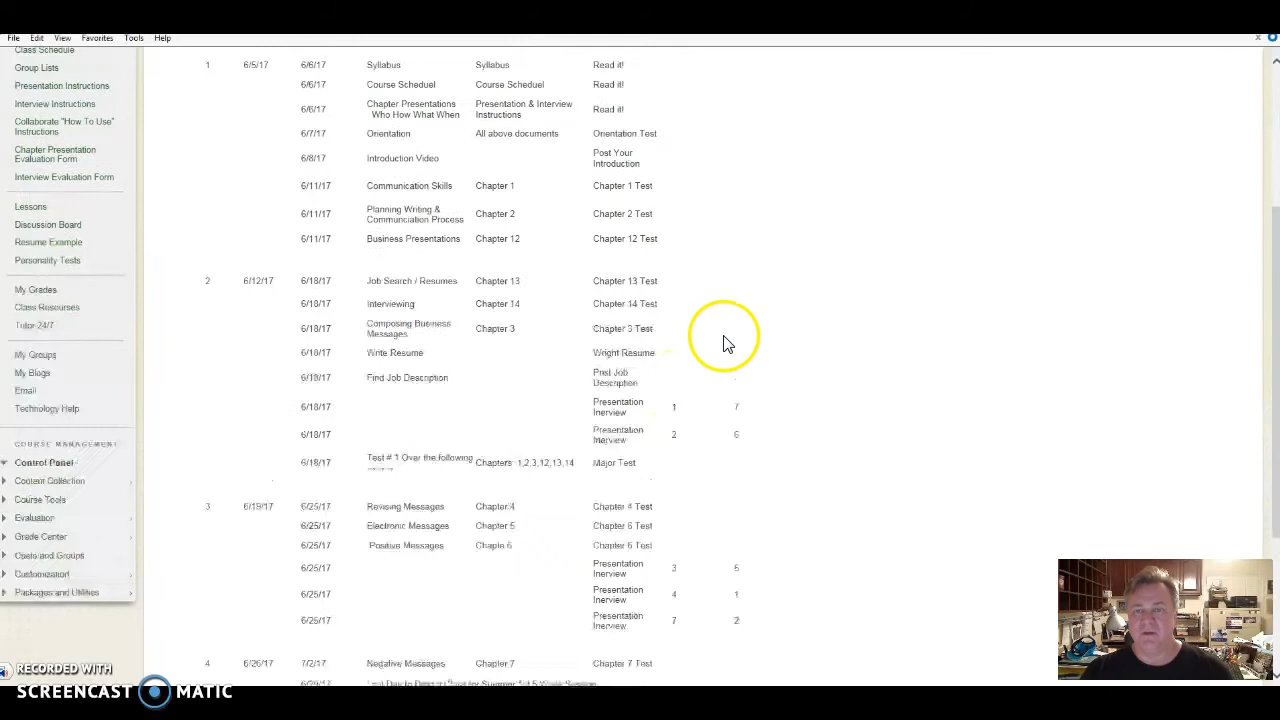 File Edit View Favorites Tools Help x
Class Schedule
Group Lists
Presentation Instructions
Interview Instructions
Collaborate "How To Use"
Instructions
Chapter Presentation
Evaluation Form
Interview Evaluation Form
Lessons
Discussion Board
Resume Example
Personality Tests
My Grades
Class Resourses
Tutor 24/7
My Groups
My Blogs
Email
Technology Help
COURSE MANAGEMENT
Control Panel
Content Collection
Course Tools
Evaluation
Grade Center
Users and Groups
Customization
Packages and Utilities
1 6/5/17 6/6/17 Syllabus Syllabus Read it!
6/6/17 Course Scheduel Course Scheduel Read it!
6/6/17 Chapter Presentations Presentation & Interview Read it!
Who How What When Instructions
6/7/17 Orientation All above documents Orientation Test
6/8/17 Introduction Video Post Your
Introduction
6/11/17 Communication Skills Chapter 1 Chapter 1 Test
6/11/17 Planning Writing & Chapter 2 Chapter 2 Test
Communciation Process
6/11/17 Business Presentations Chapter 12 Chapter 12 Test
2 6/12/17 6/18/17 Job Search / Resumes Chapter 13 Chapter 13 Test
6/18/17 Interviewing Chapter 14 Chapter 14 Test
6/18/17 Composing Business Chapter 3 Chapter 3 Test
Messages
6/18/17 Write Resume Wright Resume
Find Job Description Post Job
Description
6/18/17 Presentation 1 7
Inerview
6/18/17 Presentation 2 6
Inerview
6/18/17 Test # 1 Over the following Chapters 1,2,3,12,13,14 Major Test
3 6/19/17 6/25/17 Revising Messages Chapter 4 Chapter 4 Test
6/25/17 Electronic Messages Chapter 5 Chapter 6 Test
6/25/17 Positive Messages Chapte 6 Chapter 6 Test
6/25/17 Presentation 3 5
Inerview
6/25/17 Presentation 4 1
Inerview
6/25/17 Presentation 7 2
Inerview
4 6/26/17 7/2/17 Negative Messages Chapter 7 Chapter 7 Test
RECORDED WITH
SCREENCAST MATIC